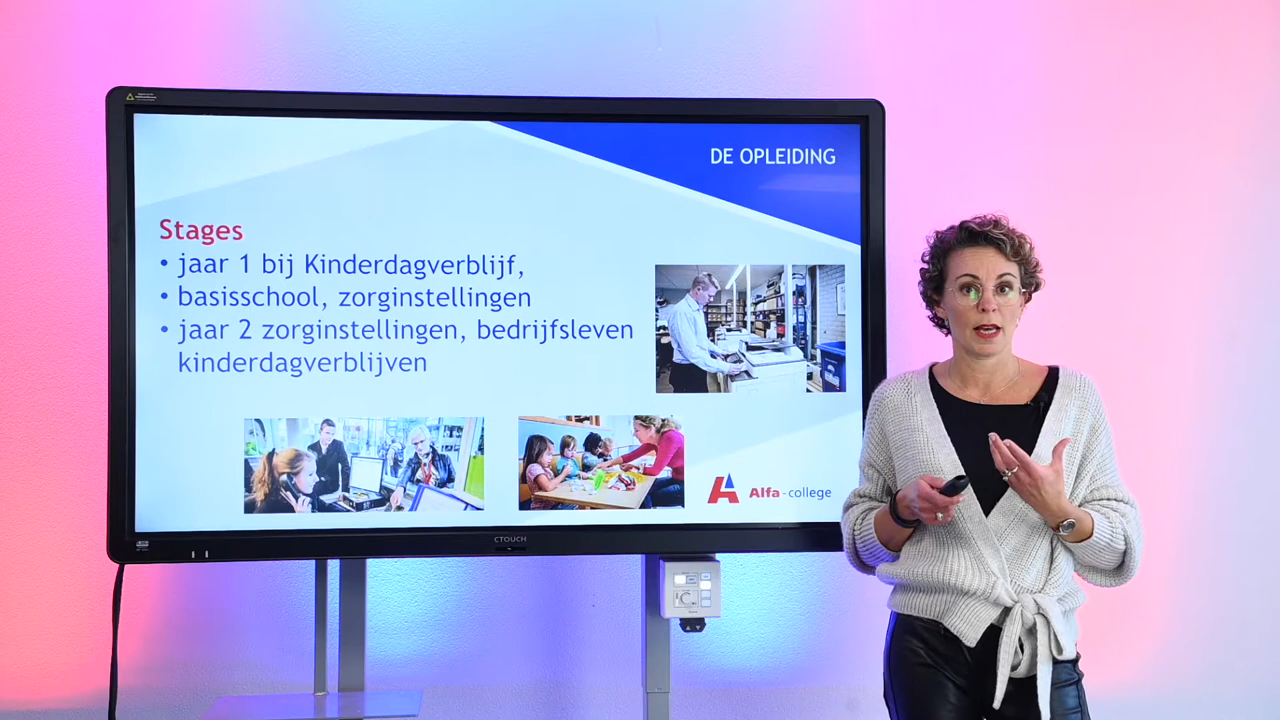 DE OPLEIDING
Stages
• jaar 1 bij Kinderdagverblijf,
• basisschool, zorginstellingen
• jaar 2 zorginstellingen, bedrijfsleven
kinderdagverblijven
Alfa-college
CTOUCH